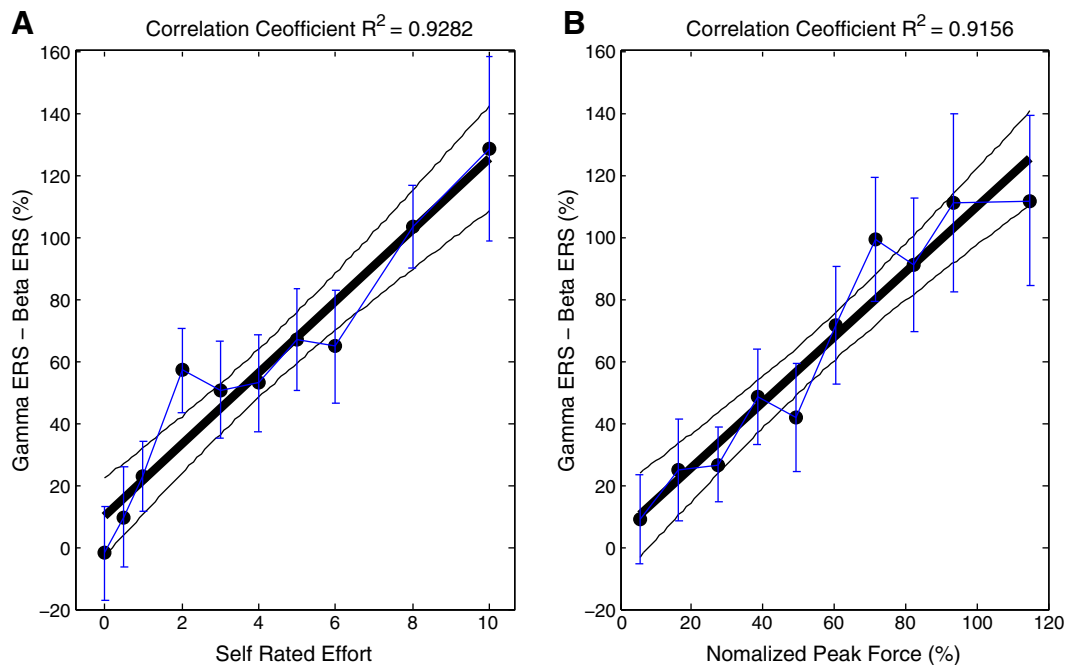 A
Correlation Ceofficient R² = 0.9282
160
140
120
100
80
60
40
20
0
−20
0 2 4 6 8 10
Self Rated Effort
Gamma ERS − Beta ERS (%)
B
Correlation Ceofficient R² = 0.9156
160
140
120
100
80
60
40
20
0
−20
0 20 40 60 80 100 120
Nomalized Peak Force (%)
Gamma ERS − Beta ERS (%)